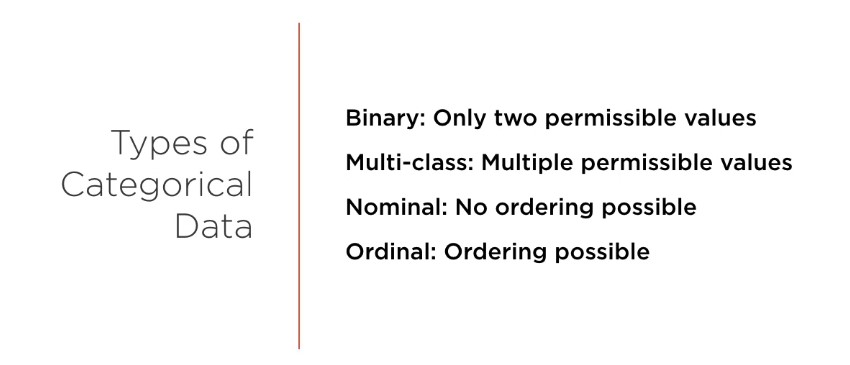 Types of
Categorical
Data
Binary: Only two permissible values
Multi-class: Multiple permissible values
Nominal: No ordering possible
Ordinal: Ordering possible